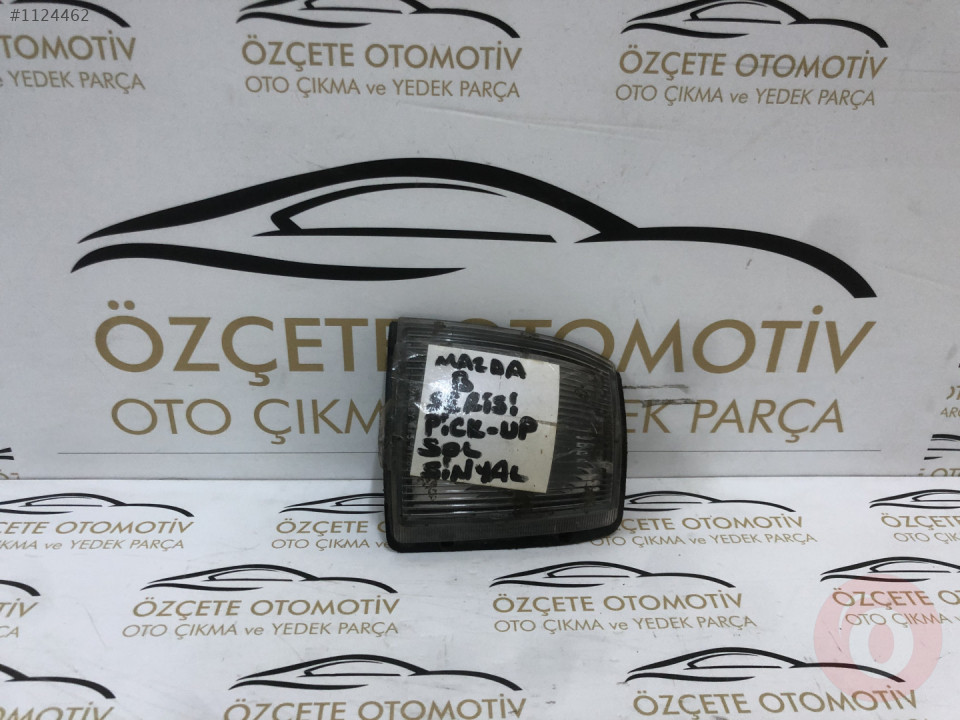 #1124462
OTOMOTİV
YEDEK PARÇA
ÖZÇETE OTOMOTİV
OTO ÇIKMA ve YEDEK PARÇA
ÖZÇETE OTOMOTİV
OTO ÇIKMA ve YEDEK PARÇA
ÖZÇETE OTOMOTİV
OTO ÇIKMA ve YEDEK PARÇA
MAZDA
B
SERİSİ
PİCK-UP
SOL
SİNYAL
ÖZÇETE OTOMOTİV
OTO ÇIKMA ve YEDEK PARÇA
ÖZÇETE OTOMOTİV
OTO ÇIKMA ve YEDEK PARÇA
ÖZÇETE OTOMOTİV
OTO ÇIKMA ve YEDEK PARÇA
ÖZÇETE OTOMOTİV
OTO ÇIKMA ve YEDEK PARÇA
ÖZÇETE OTOMOTİV
ÖZÇETE OTOMOTİV